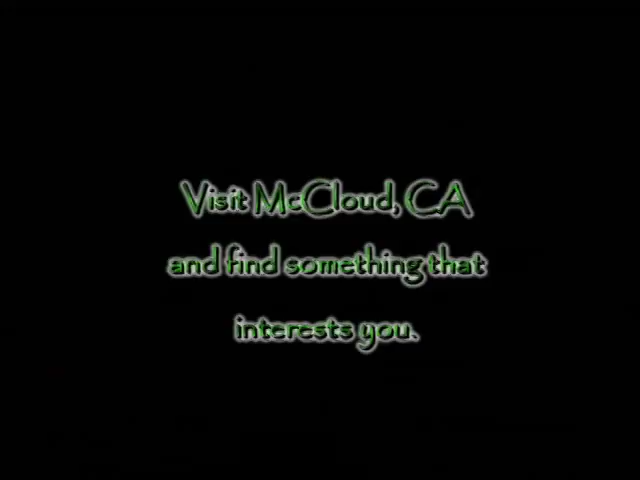 Visit McCloud, CA
and find something that
interests you.